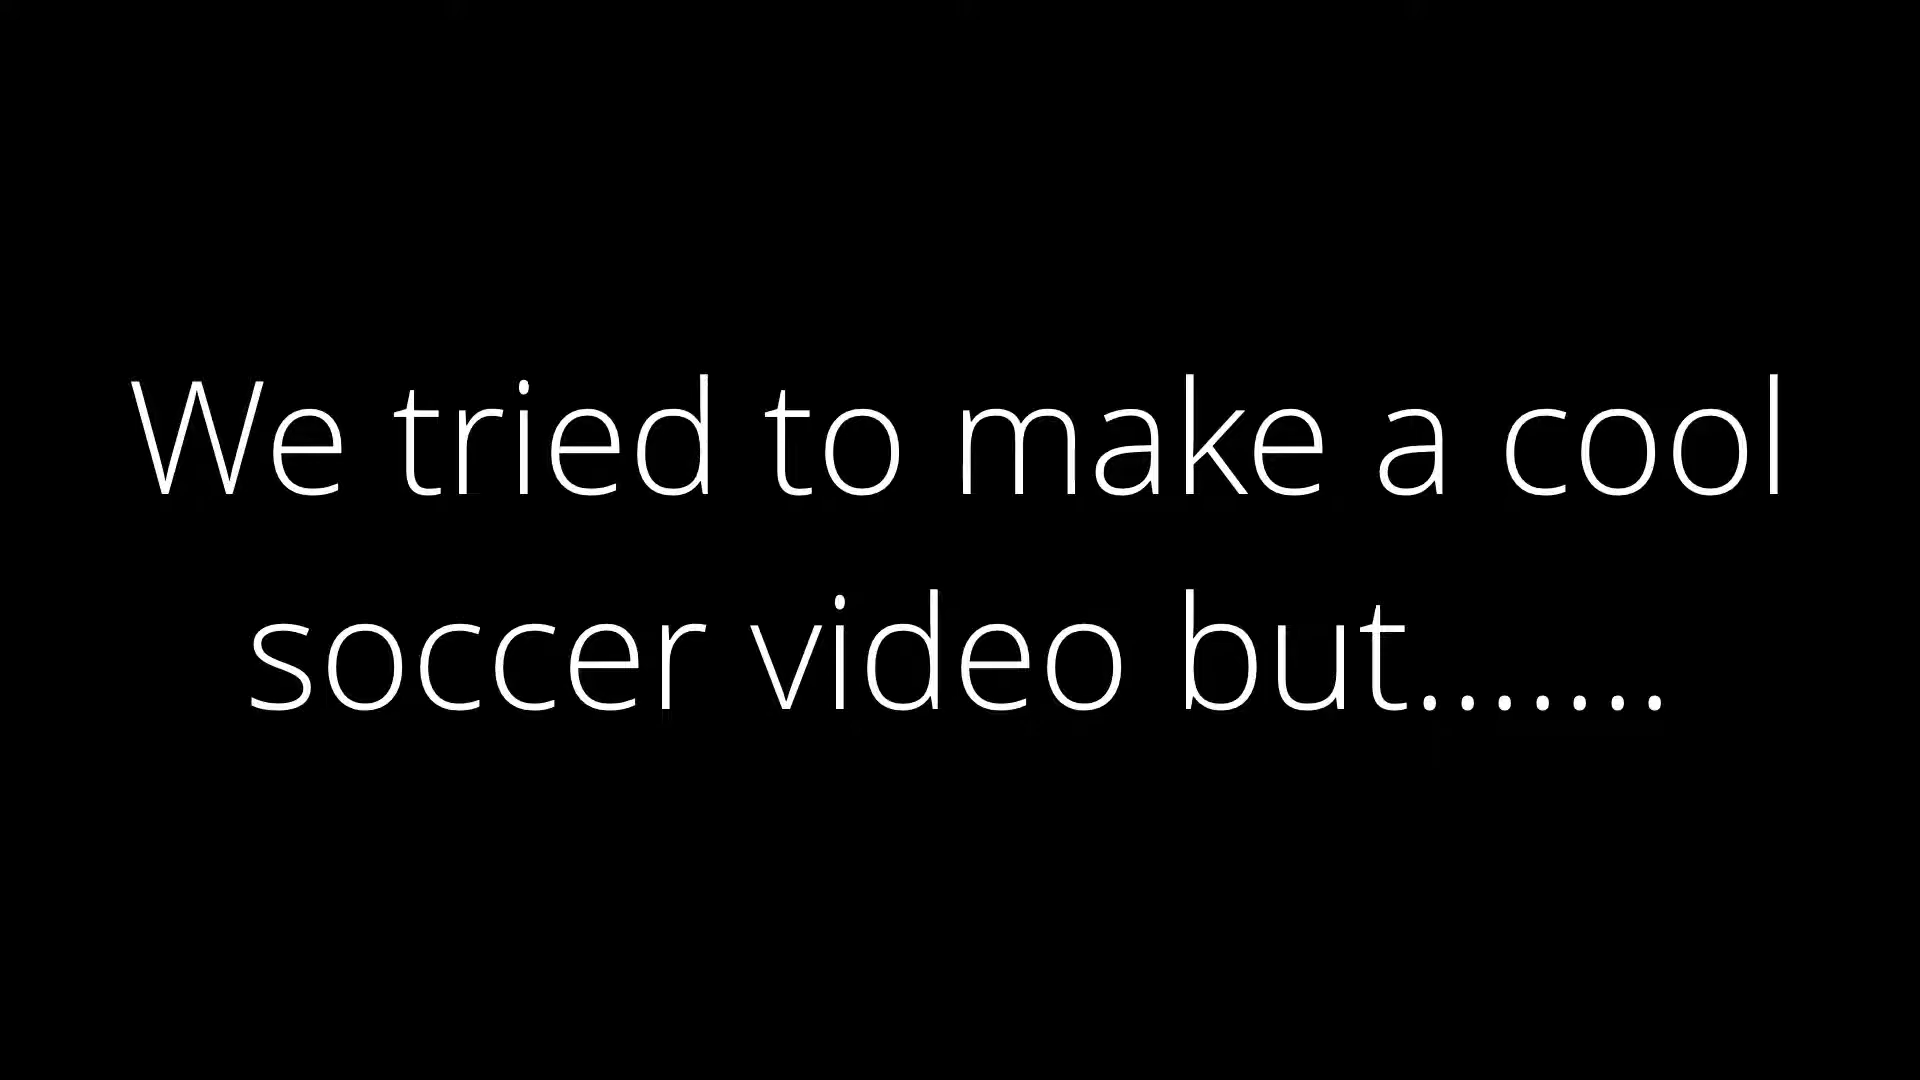 We tried to make a cool
soccer video but.......